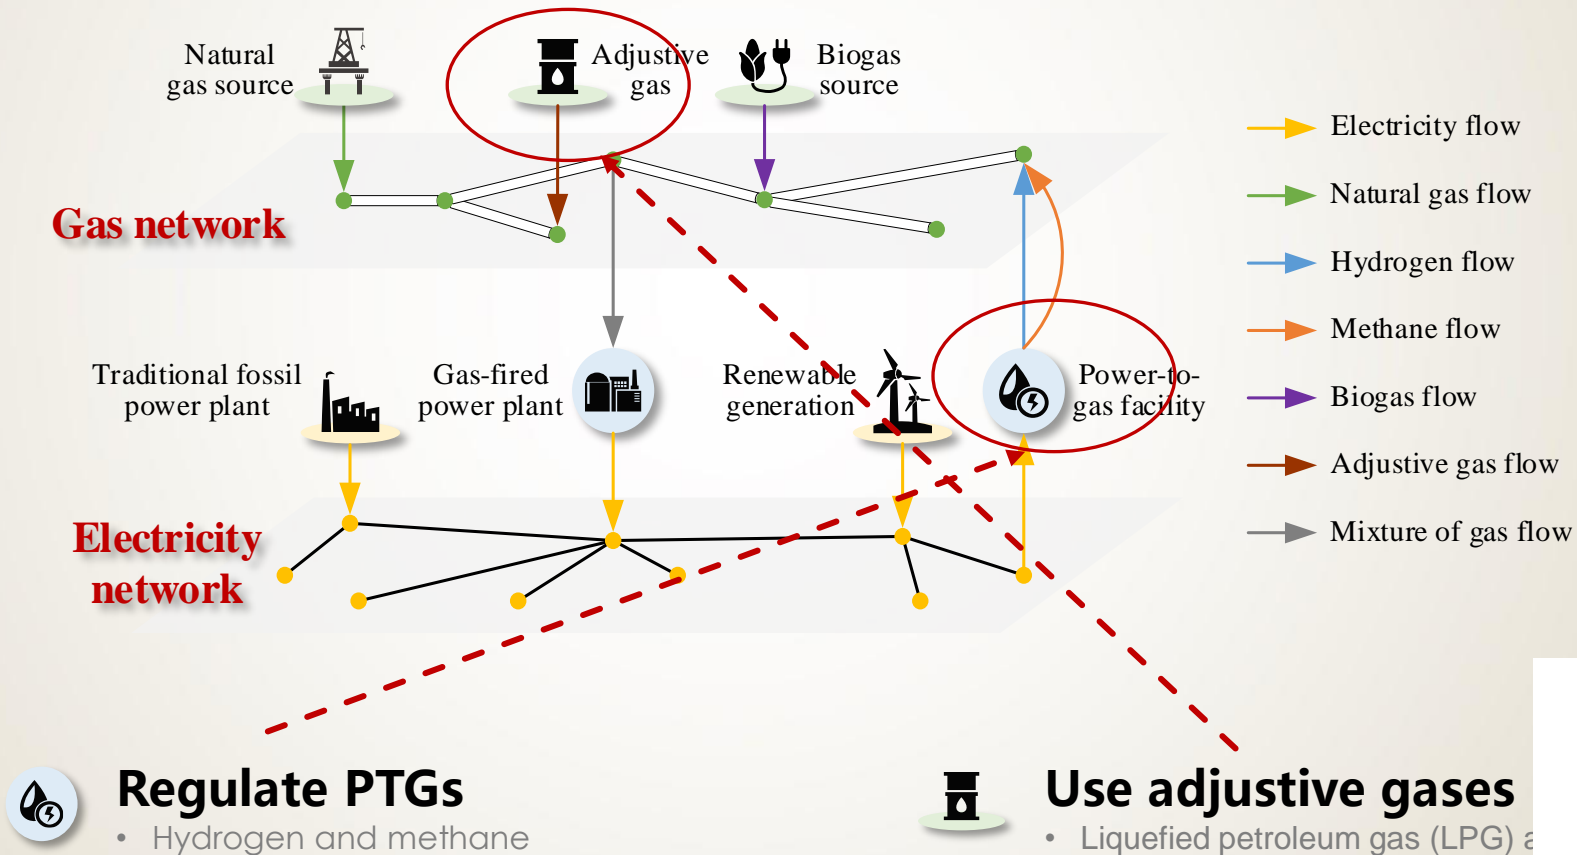 Natural
gas source
Adjustive
gas
Biogas
source
Gas network
Traditional fossil
power plant
Gas-fired
power plant
Renewable
generation
Power-to-
gas facility
Electricity
network
Electricity flow
Natural gas flow
Hydrogen flow
Methane flow
Biogas flow
Adjustive gas flow
Mixture of gas flow
Regulate PTGs
• Hydrogen and methane
Use adjustive gases
• Liquefied petroleum gas (LPG)